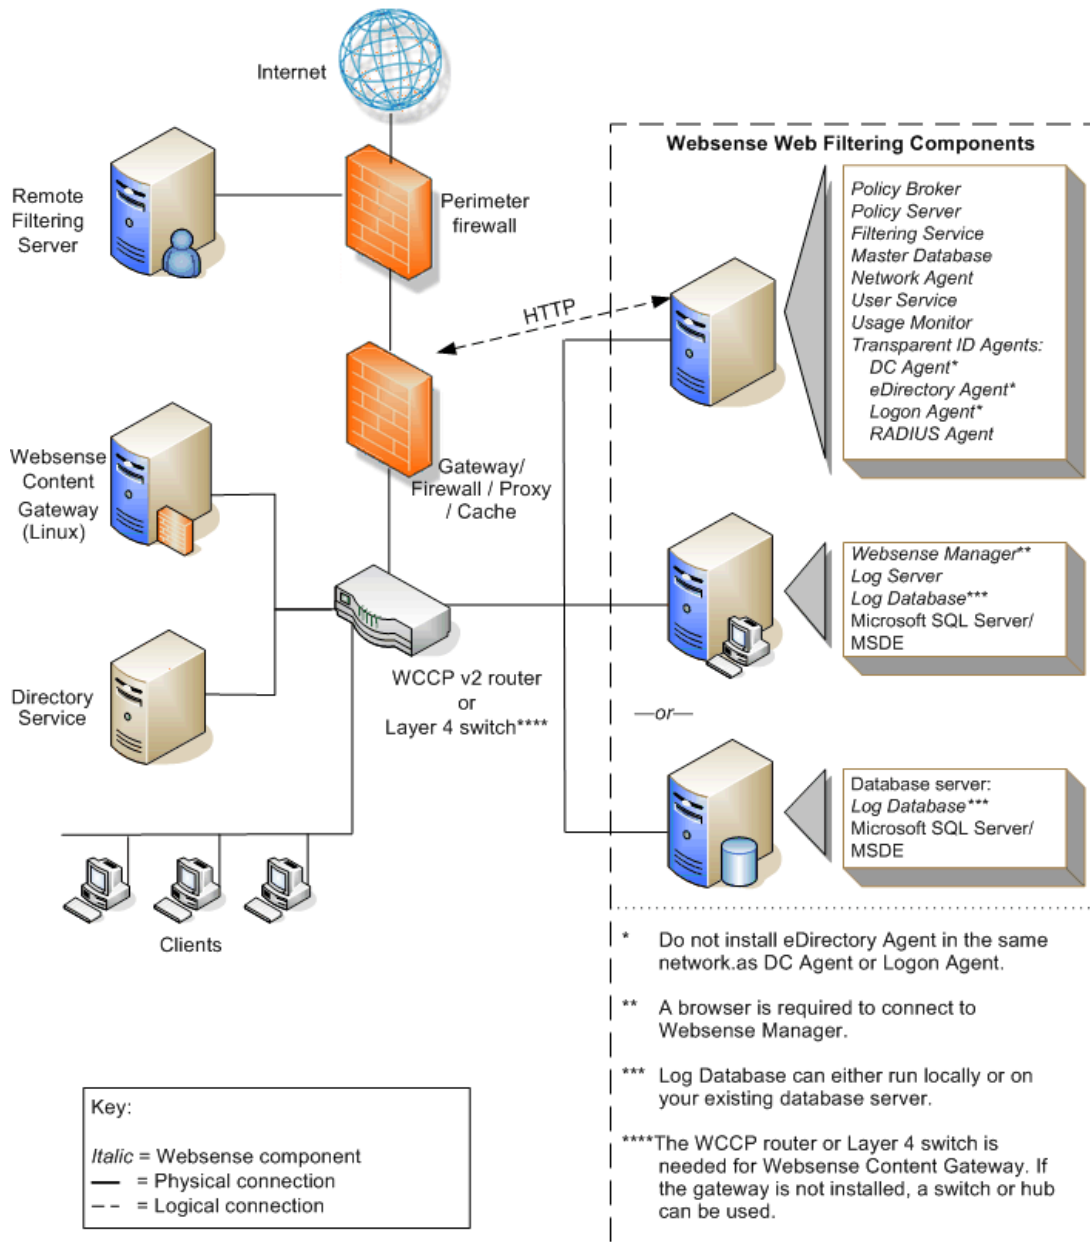 Internet
Remote
Filtering
Server
Perimeter
firewall
HTTP
Websense
Content
Gateway
(Linux)
Gateway/
Firewall / Proxy
/ Cache
WCCP v2 router
or
Layer 4 switch****
Directory
Service
Clients
Websense Web Filtering Components
Policy Broker
Policy Server
Filtering Service
Master Database
Network Agent
User Service
Usage Monitor
Transparent ID Agents:
DC Agent*
eDirectory Agent*
Logon Agent*
RADIUS Agent
Websense Manager**
Log Server
Log Database***
Microsoft SQL Server/
MSDE
—or—
Database server:
Log Database***
Microsoft SQL Server/
MSDE
* Do not install eDirectory Agent in the same
network.as DC Agent or Logon Agent.
** A browser is required to connect to
Websense Manager.
*** Log Database can either run locally or on
your existing database server.
****The WCCP router or Layer 4 switch is
needed for Websense Content Gateway. If
the gateway is not installed, a switch or hub
can be used.
Key:
Italic = Websense component
= Physical connection
= Logical connection